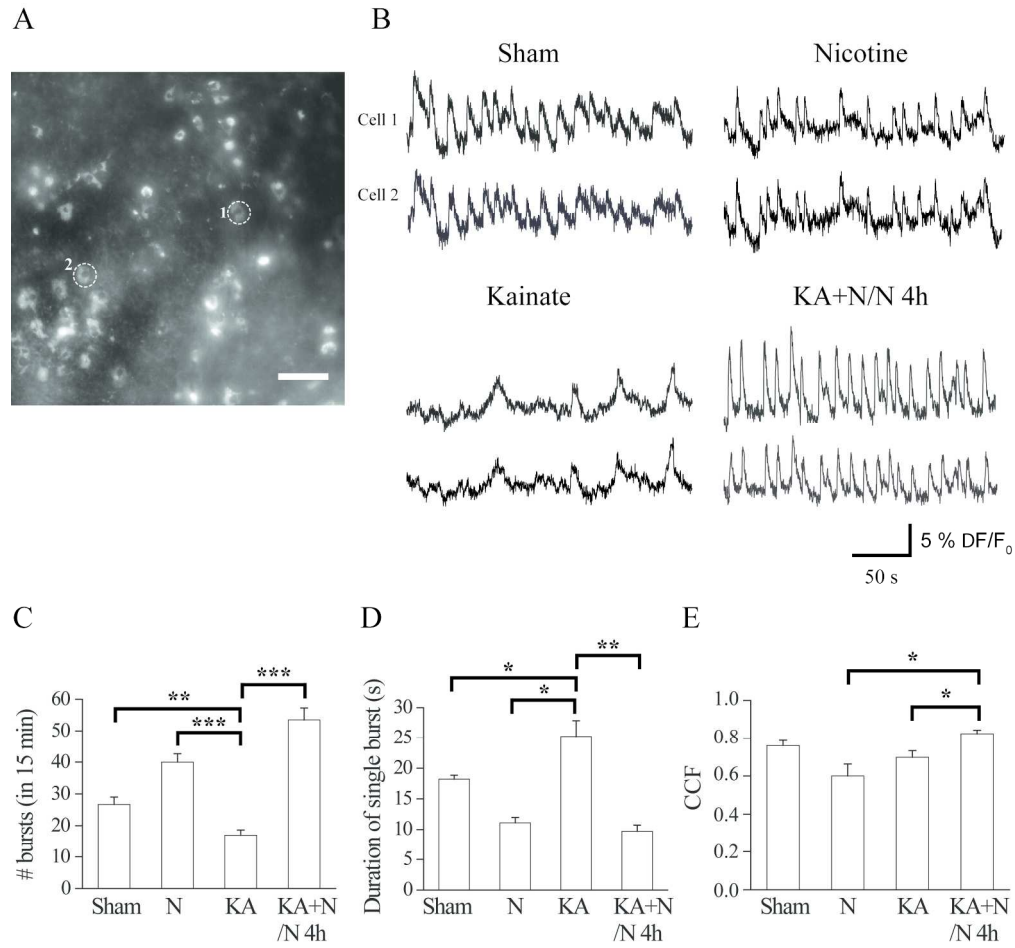 A
B
Sham
Nicotine
Cell 1
Cell 2
1
2
Kainate
KA+N/N 4h
5 % DF/F₀
50 s
C
D
E
# bursts (in 15 min)
60
50
40
30
20
10
0
***
**
***
Sham
N
KA
KA+N
/N 4h
Duration of single burst (s)
30
25
20
15
10
5
0
**
*
*
Sham
N
KA
KA+N
/N 4h
CCF
1.0
0.8
0.6
0.4
0.2
0.0
*
*
Sham
N
KA
KA+N
/N 4h